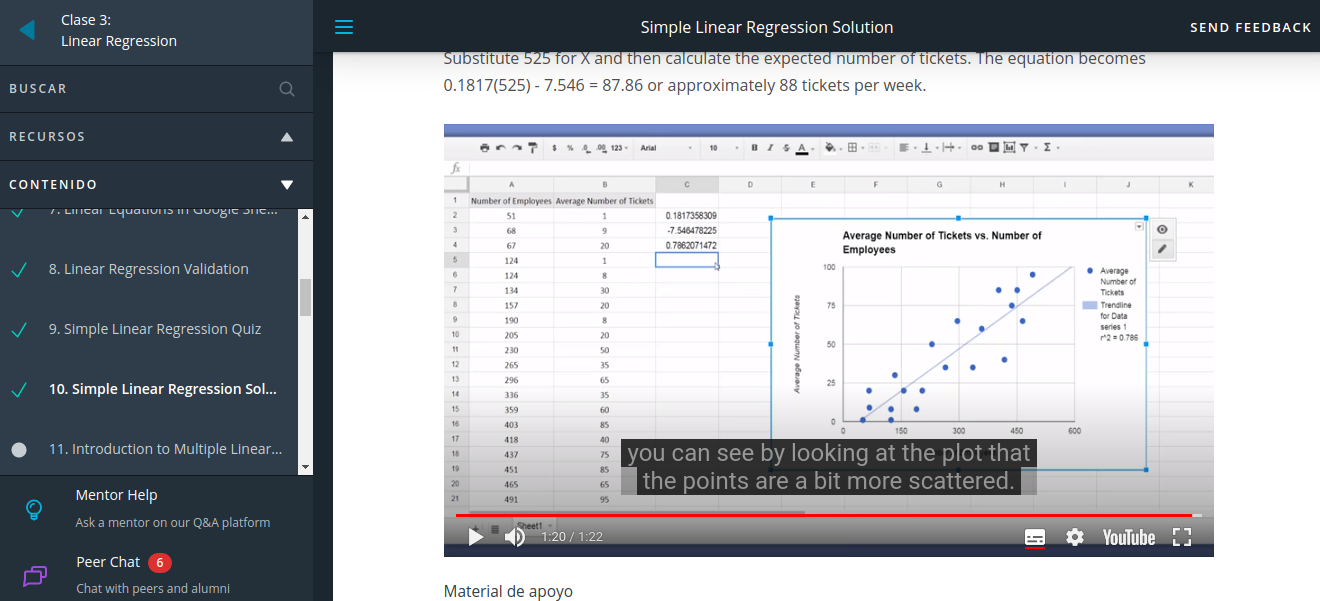 Clase 3:
Linear Regression
BUSCAR
RECURSOS
CONTENIDO
7. Linear Equations in Google She...
8. Linear Regression Validation
9. Simple Linear Regression Quiz
10. Simple Linear Regression Sol...
11. Introduction to Multiple Linear...
Mentor Help
Ask a mentor on our Q&A platform
Peer Chat 6
Chat with peers and alumni
Simple Linear Regression Solution
SEND FEEDBACK
Substitute 525 for X and then calculate the expected number of tickets. The equation becomes
0.1817(525) - 7.546 = 87.86 or approximately 88 tickets per week.
$ % .0 .00 123 Arial 10 B I S A Σ
fx
A B C D E F G H I J K
1 Number of Employees Average Number of Tickets
2 51 1 0.1817358309
3 68 9 -7.546478225
4 67 20 0.7862071472
5 124 1
6 124 8
7 134 30
8 157 20
9 190 8
10 205 20
11 230 50
12 265 35
13 296 65
14 336 35
15 359 60
16 403 85
17 418 40
18 437 75
19 451 85
20 465 65
21 491 95
Average Number of Tickets vs. Number of
Employees
Average Number of Tickets
100
75
50
25
0
0 150 300 450 600
Average
Number of
Tickets
Trendline
for Data
series 1
r^2 = 0.786
you can see by looking at the plot that
the points are a bit more scattered.
Sheet1
1:20 / 1:22
YouTube
Material de apoyo